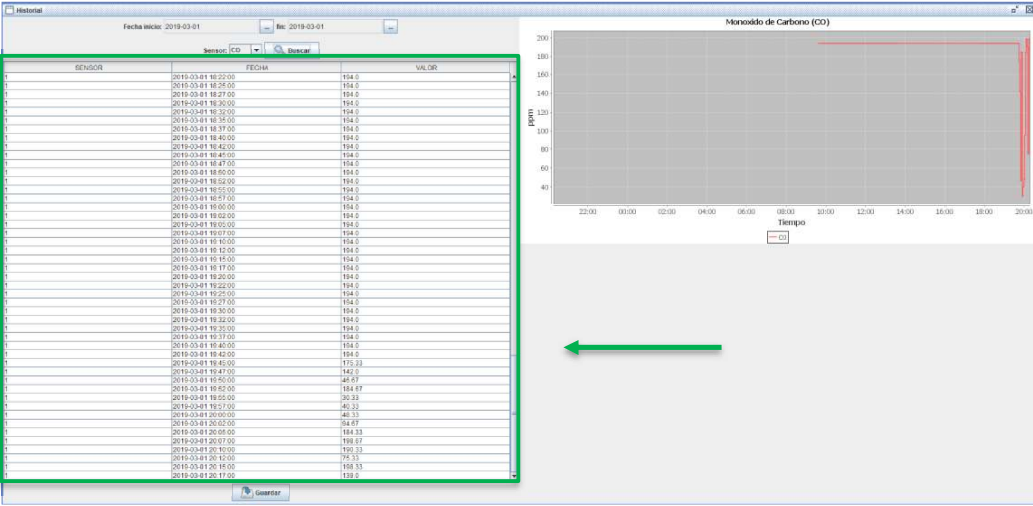 Historial
Fecha inicio: 2019-03-01 ... fin: 2019-03-01 ...
Sensor: CO Buscar
SENSOR FECHA VALOR
1 2019-03-01 18:22:00 194.0
1 2019-03-01 18:25:00 194.0
1 2019-03-01 18:27:00 194.0
1 2019-03-01 18:30:00 194.0
1 2019-03-01 18:32:00 194.0
1 2019-03-01 18:35:00 194.0
1 2019-03-01 18:37:00 194.0
1 2019-03-01 18:40:00 194.0
1 2019-03-01 18:42:00 194.0
1 2019-03-01 18:45:00 194.0
1 2019-03-01 18:47:00 194.0
1 2019-03-01 18:50:00 194.0
1 2019-03-01 18:52:00 194.0
1 2019-03-01 18:55:00 194.0
1 2019-03-01 18:57:00 194.0
1 2019-03-01 19:00:00 194.0
1 2019-03-01 19:02:00 194.0
1 2019-03-01 19:05:00 194.0
1 2019-03-01 19:07:00 194.0
1 2019-03-01 19:10:00 194.0
1 2019-03-01 19:12:00 194.0
1 2019-03-01 19:15:00 194.0
1 2019-03-01 19:17:00 194.0
1 2019-03-01 19:20:00 194.0
1 2019-03-01 19:22:00 194.0
1 2019-03-01 19:25:00 194.0
1 2019-03-01 19:27:00 194.0
1 2019-03-01 19:30:00 194.0
1 2019-03-01 19:32:00 194.0
1 2019-03-01 19:35:00 194.0
1 2019-03-01 19:37:00 194.0
1 2019-03-01 19:40:00 194.0
1 2019-03-01 19:42:00 194.0
1 2019-03-01 19:45:00 175.33
1 2019-03-01 19:47:00 142.0
1 2019-03-01 19:50:00 46.67
1 2019-03-01 19:52:00 184.67
1 2019-03-01 19:55:00 30.33
1 2019-03-01 19:57:00 40.33
1 2019-03-01 20:00:00 48.33
1 2019-03-01 20:02:00 94.67
1 2019-03-01 20:05:00 184.33
1 2019-03-01 20:07:00 198.67
1 2019-03-01 20:10:00 190.33
1 2019-03-01 20:12:00 75.33
1 2019-03-01 20:15:00 198.33
1 2019-03-01 20:17:00 139.0
Guardar
Monoxido de Carbono (CO)
ppm
200
180
160
140
120
100
80
60
40
22:00 00:00 02:00 04:00 06:00 08:00 10:00 12:00 14:00 16:00 18:00 20:00
Tiempo
CO